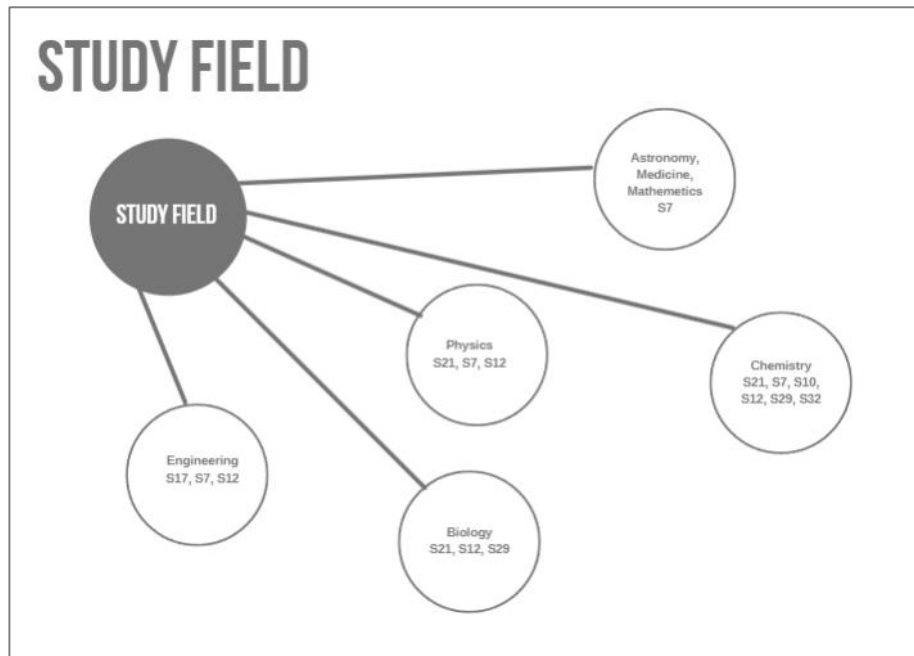 STUDY FIELD
STUDY FIELD
Astronomy,
Medicine,
Mathemetics
S7
Physics
S21, S7, S12
Chemistry
S21, S7, S10,
S12, S29, S32
Engineering
S17, S7, S12
Biology
S21, S12, S29